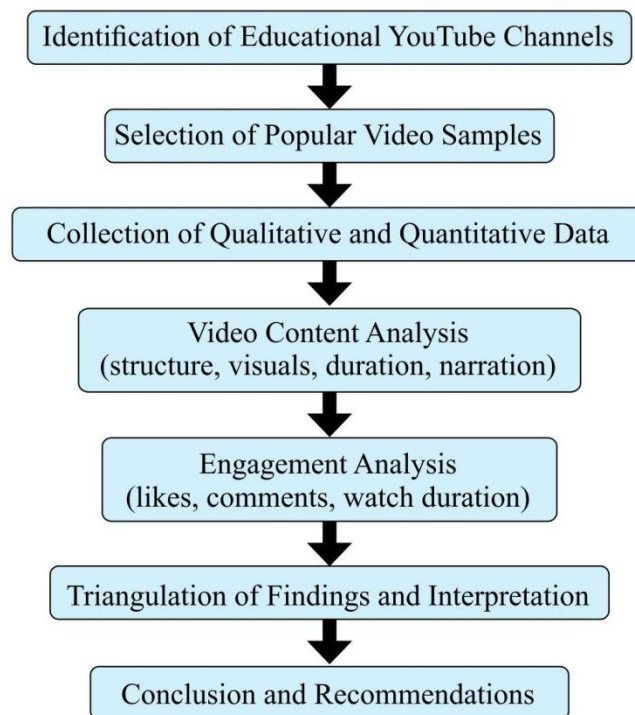 Identification of Educational YouTube Channels
Selection of Popular Video Samples
Collection of Qualitative and Quantitative Data
Video Content Analysis
(structure, visuals, duration, narration)
Engagement Analysis
(likes, comments, watch duration)
Triangulation of Findings and Interpretation
Conclusion and Recommendations